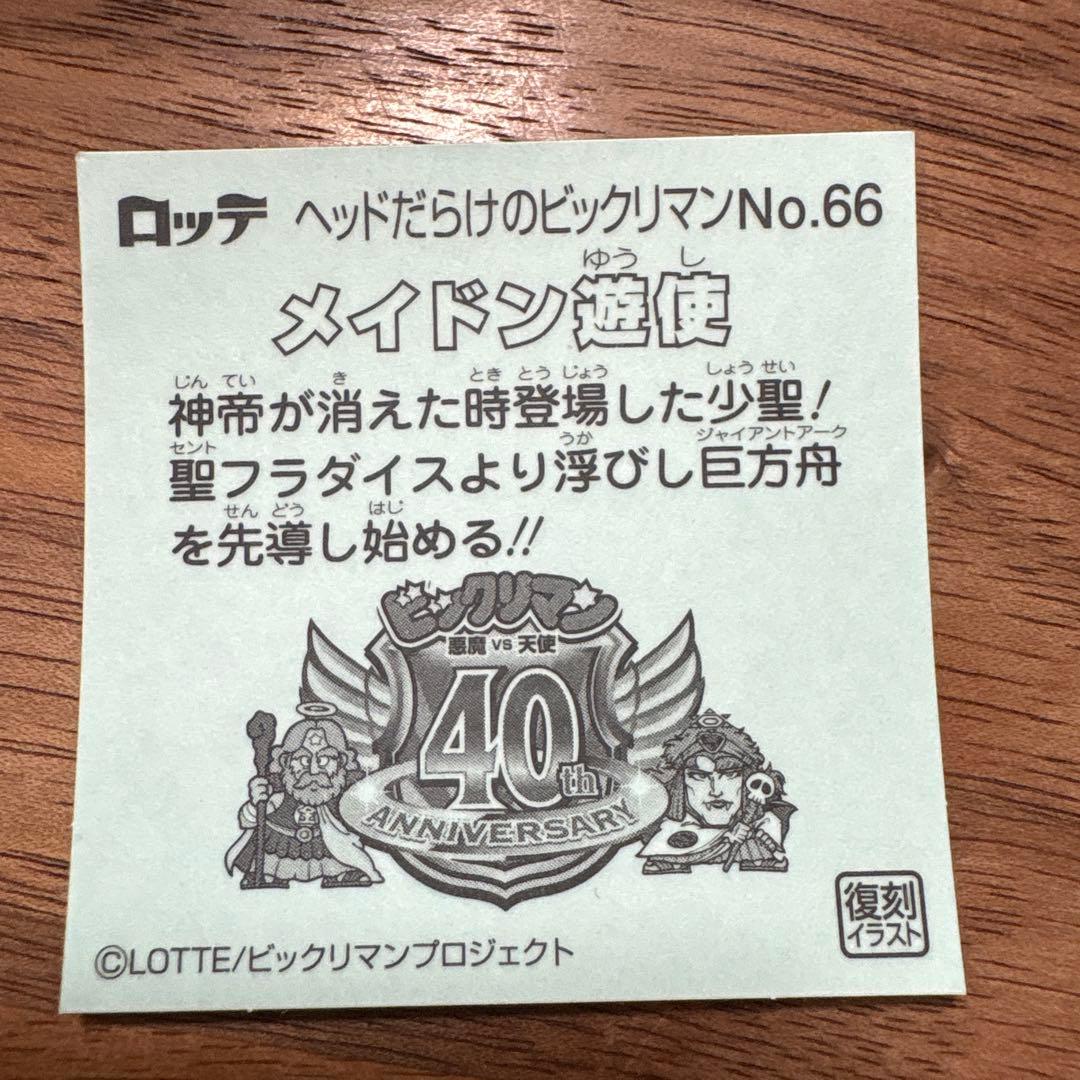 ロッテ ヘッドだらけのビックリマンNo.66
ゆうし
メイドン遊使
じんてい き とき とうじょう しょうせい
神帝が消えた時登場した少聖!
セント うか ジャイアントアーク
聖フラダイスより浮びし巨方舟
せんどう はじ
を先導し始める!!
ビックリマン
悪魔 VS 天使
40th
ANNIVERSARY
復刻
イラスト
©LOTTE/ビックリマンプロジェクト